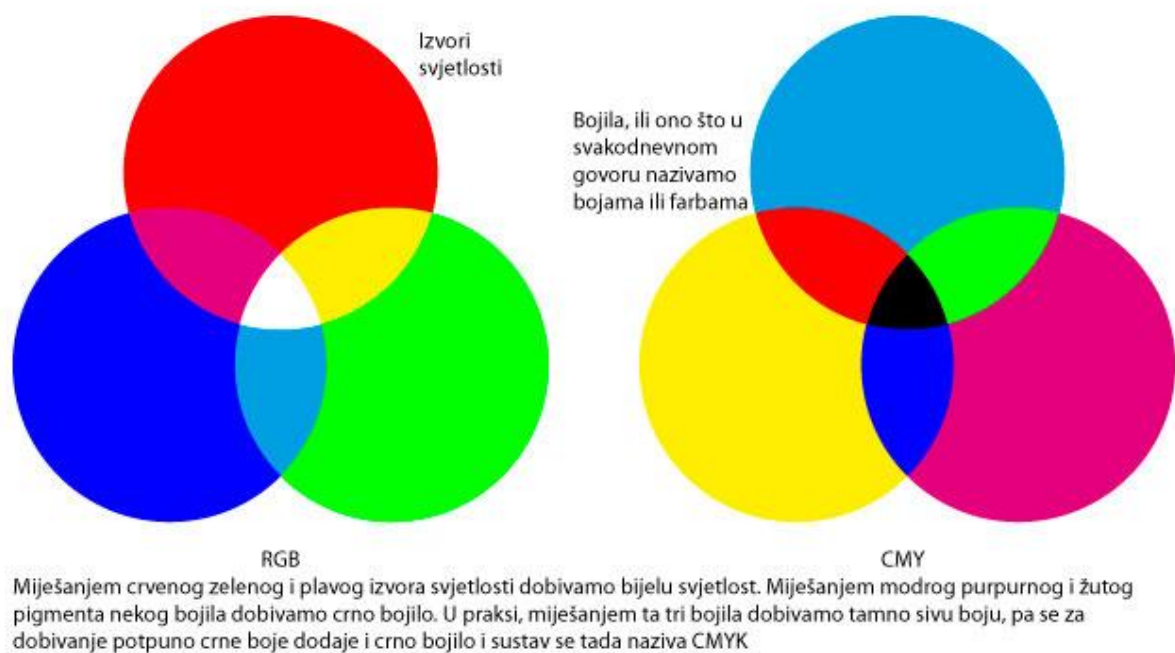 Izvori
svjetlosti
Bojila, ili ono što u
svakodnevnom
govoru nazivamo
bojama ili farbama
RGB
CMY
Miješanjem crvenog zelenog i plavog izvora svjetlosti dobivamo bijelu svjetlost. Miješanjem modrog purpurnog i žutog
pigmenta nekog bojila dobivamo crno bojilo. U praksi, miješanjem ta tri bojila dobivamo tamno sivu boju, pa se za
dobivanje potpuno crne boje dodaje i crno bojilo i sustav se tada naziva CMYK